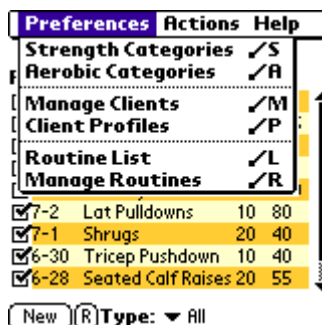 Preferences Actions Help
Strength Categories /S
Aerobic Categories /A
Manage Clients /M
Client Profiles /P
Routine List /L
Manage Routines /R
7-2 Lat Pulldowns 10 80
7-1 Shrugs 20 40
6-30 Tricep Pushdown 10 40
6-28 Seated Calf Raises 20 55
New R Type: All